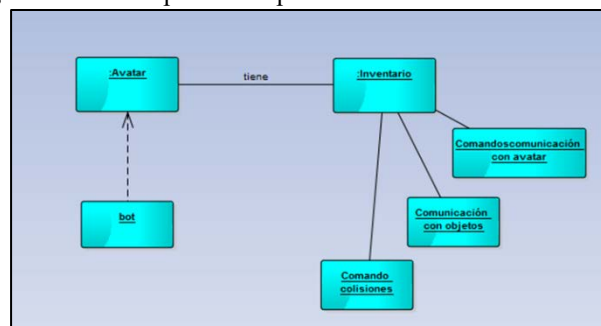 :Avatar
tiene
:Inventario
Comandoscomunicación
con avatar
bot
Comunicación
con objetos
Comando
colisiones